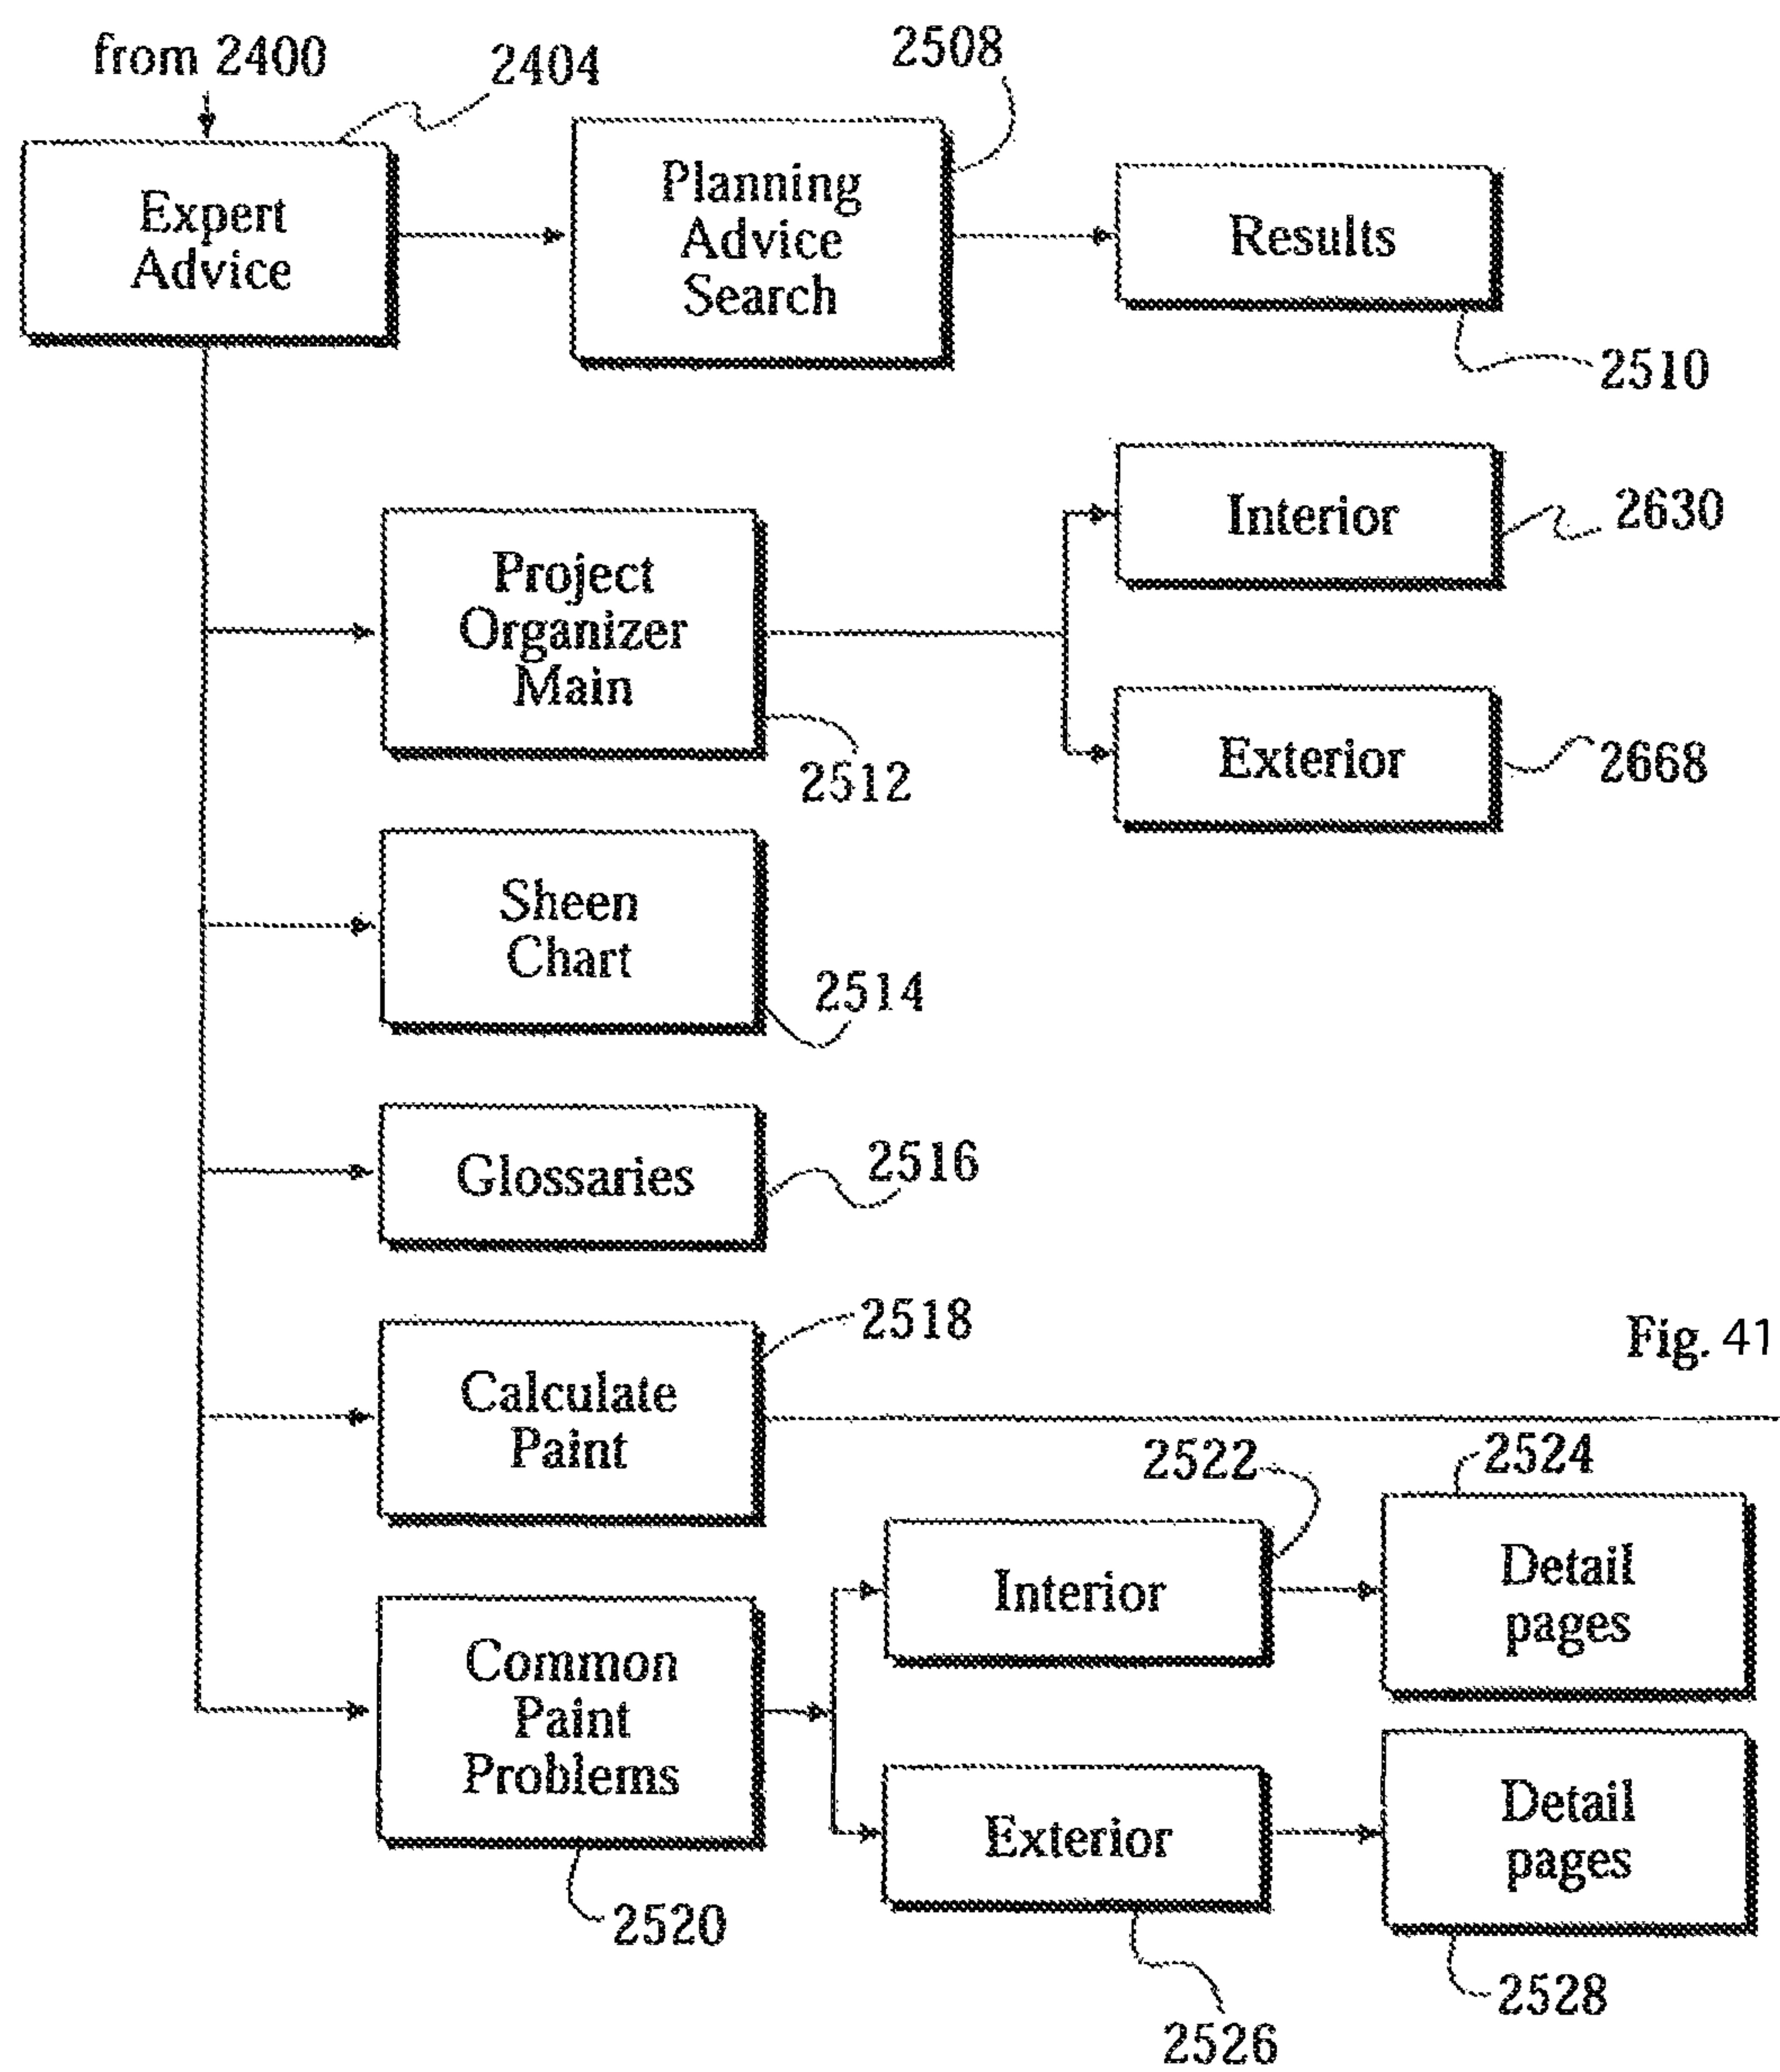 from 2400
2404
2508
Expert
Advice
Planning
Advice
Search
Results
2510
Interior
2630
Project
Organizer
Main
2512
Exterior
2668
Sheen
Chart
2514
Glossaries
2516
2518
Fig. 41
Calculate
Paint
2522
2524
Interior
Detail
pages
Common
Paint
Problems
2520
Exterior
2526
Detail
pages
2528